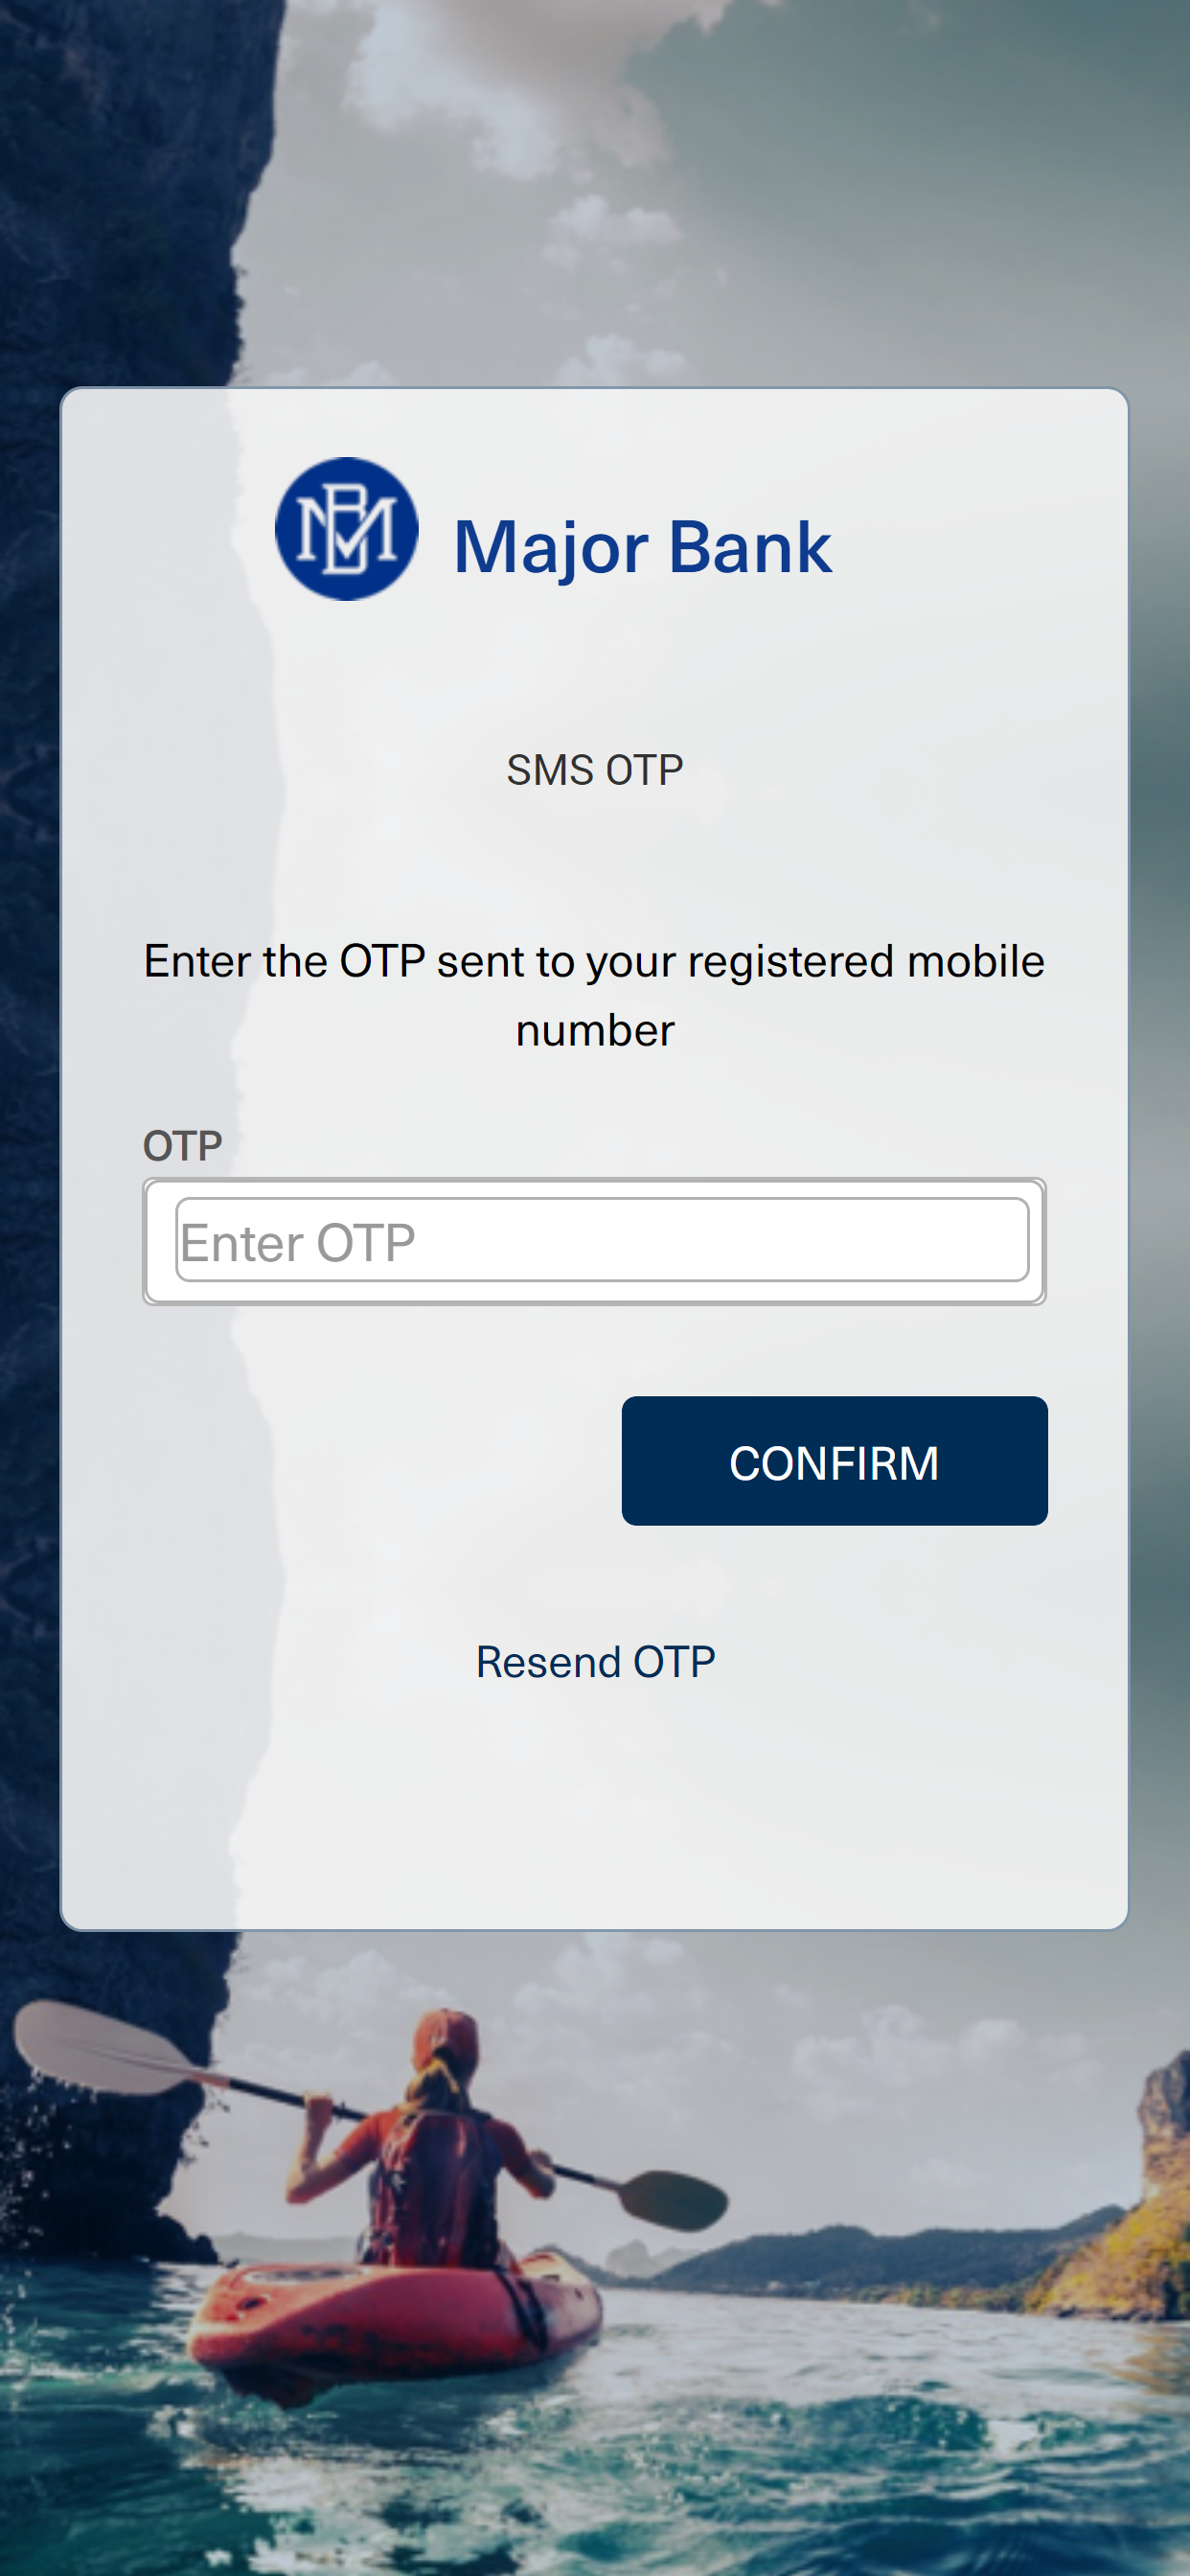 Major Bank
SMS OTP
Enter the OTP sent to your registered mobile
number
OTP
Enter OTP
CONFIRM
Resend OTP